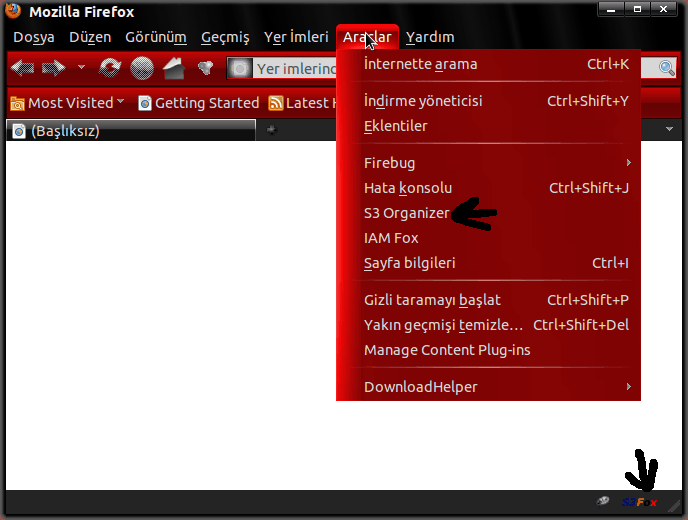 Mozilla Firefox
Dosya Düzen Görünüm Geçmiş Yer İmleri Araçlar Yardım
Yer imlerind
Most Visited Getting Started Latest H
(Başlıksız)
İnternette arama Ctrl+K
İndirme yöneticisi Ctrl+Shift+Y
Eklentiler
Firebug
Hata konsolu Ctrl+Shift+J
S3 Organizer
IAM Fox
Sayfa bilgileri Ctrl+I
Gizli taramayı başlat Ctrl+Shift+P
Yakın geçmişi temizle... Ctrl+Shift+Del
Manage Content Plug-ins
DownloadHelper
S3Fox